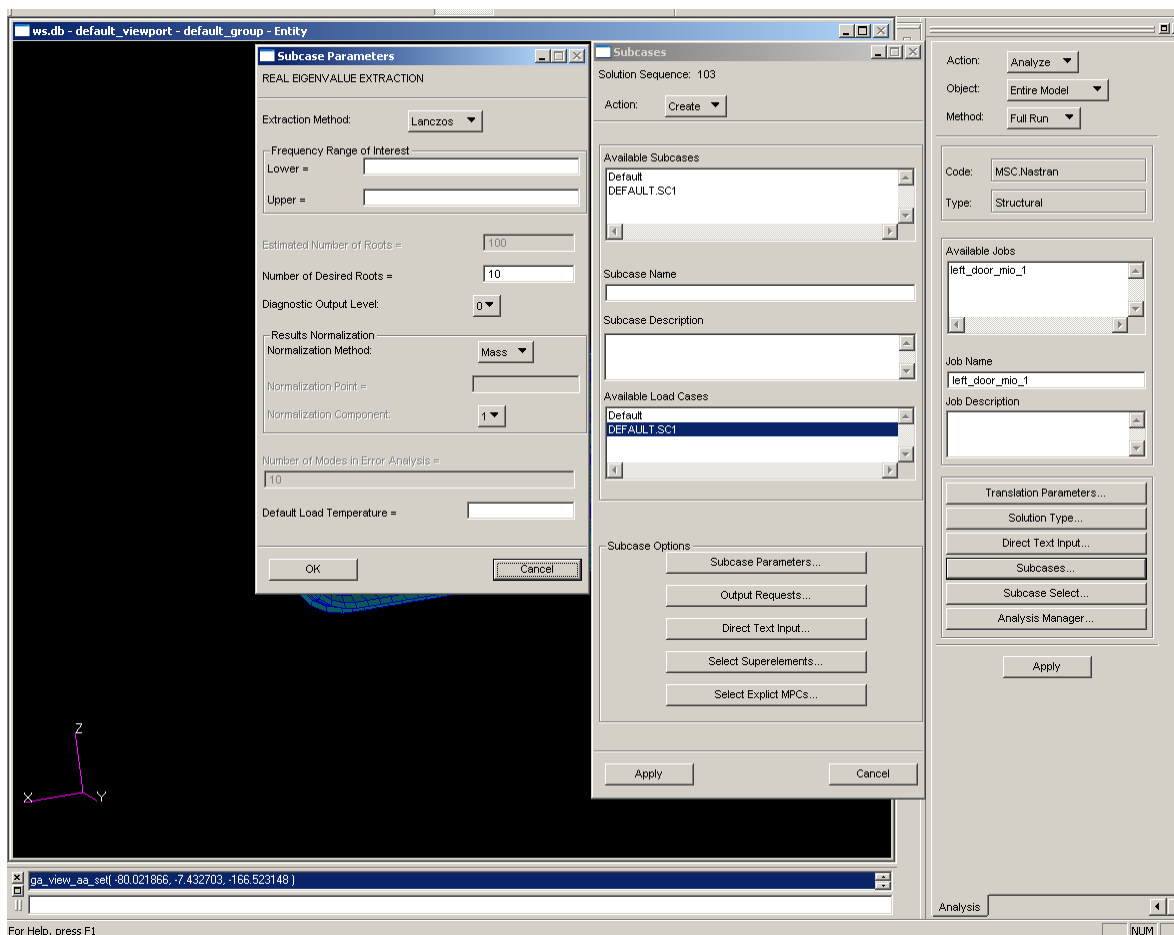 ws.db - default_viewport - default_group - Entity
Subcase Parameters
REAL EIGENVALUE EXTRACTION
Extraction Method: Lanczos
Frequency Range of Interest
Lower =
Upper =
Estimated Number of Roots = 100
Number of Desired Roots = 10
Diagnostic Output Level: 0
Results Normalization
Normalization Method: Mass
Normalization Point =
Normalization Component: 1
Number of Modes in Error Analysis =
10
Default Load Temperature =
OK Cancel
Subcases
Solution Sequence: 103
Action: Create
Available Subcases
Default
DEFAULT.SC1
Subcase Name
Subcase Description
Available Load Cases
Default
DEFAULT.SC1
Subcase Options
Subcase Parameters...
Output Requests...
Direct Text Input...
Select Superelements...
Select Explict MPCs...
Apply Cancel
Action: Analyze
Object: Entire Model
Method: Full Run
Code: MSC.Nastran
Type: Structural
Available Jobs
left_door_mio_1
Job Name
left_door_mio_1
Job Description
Translation Parameters...
Solution Type...
Direct Text Input...
Subcases...
Subcase Select...
Analysis Manager...
Apply
Z
X Y
ga_view_aa_set( -80.021866, -7.432703, -166.523148 )
Analysis
For Help, press F1
NUM